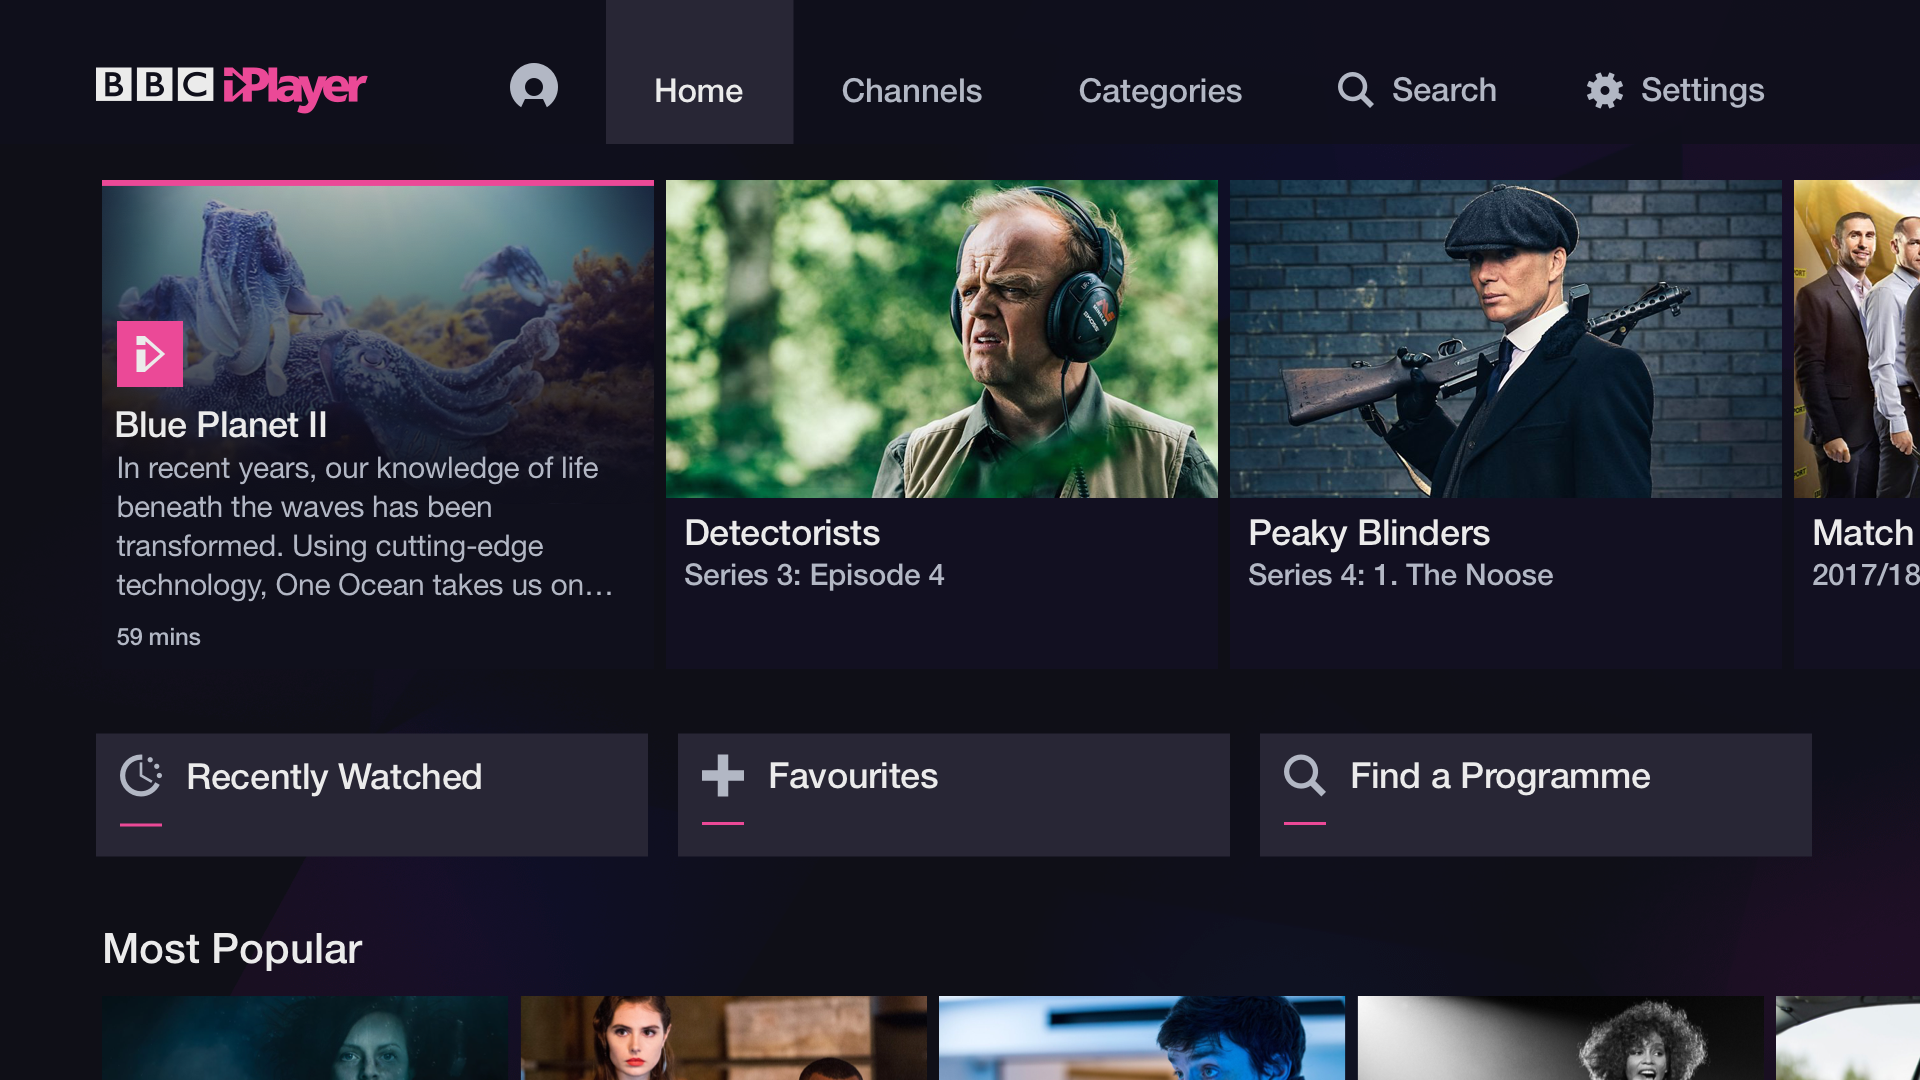 BBC iPlayer
Home
Channels
Categories
Search
Settings
Blue Planet II
In recent years, our knowledge of life
beneath the waves has been
transformed. Using cutting-edge
technology, One Ocean takes us on…
59 mins
Detectorists
Series 3: Episode 4
Peaky Blinders
Series 4: 1. The Noose
Match
2017/18
Recently Watched
Favourites
Find a Programme
Most Popular